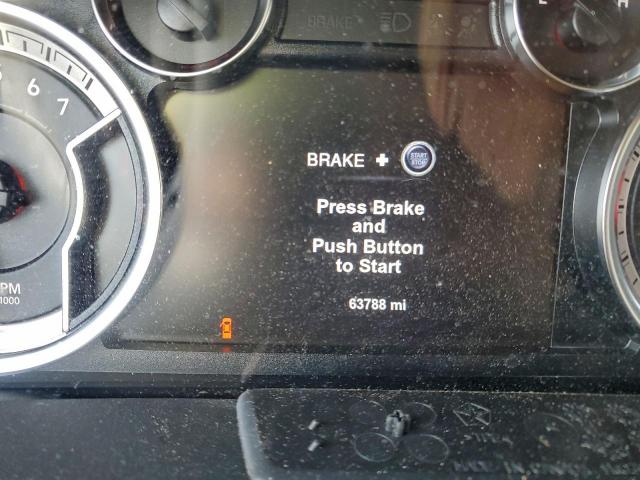 BRAKE
E
H
6 7
BRAKE + START STOP
Press Brake
and
Push Button
to Start
63788 mi
PM
1000